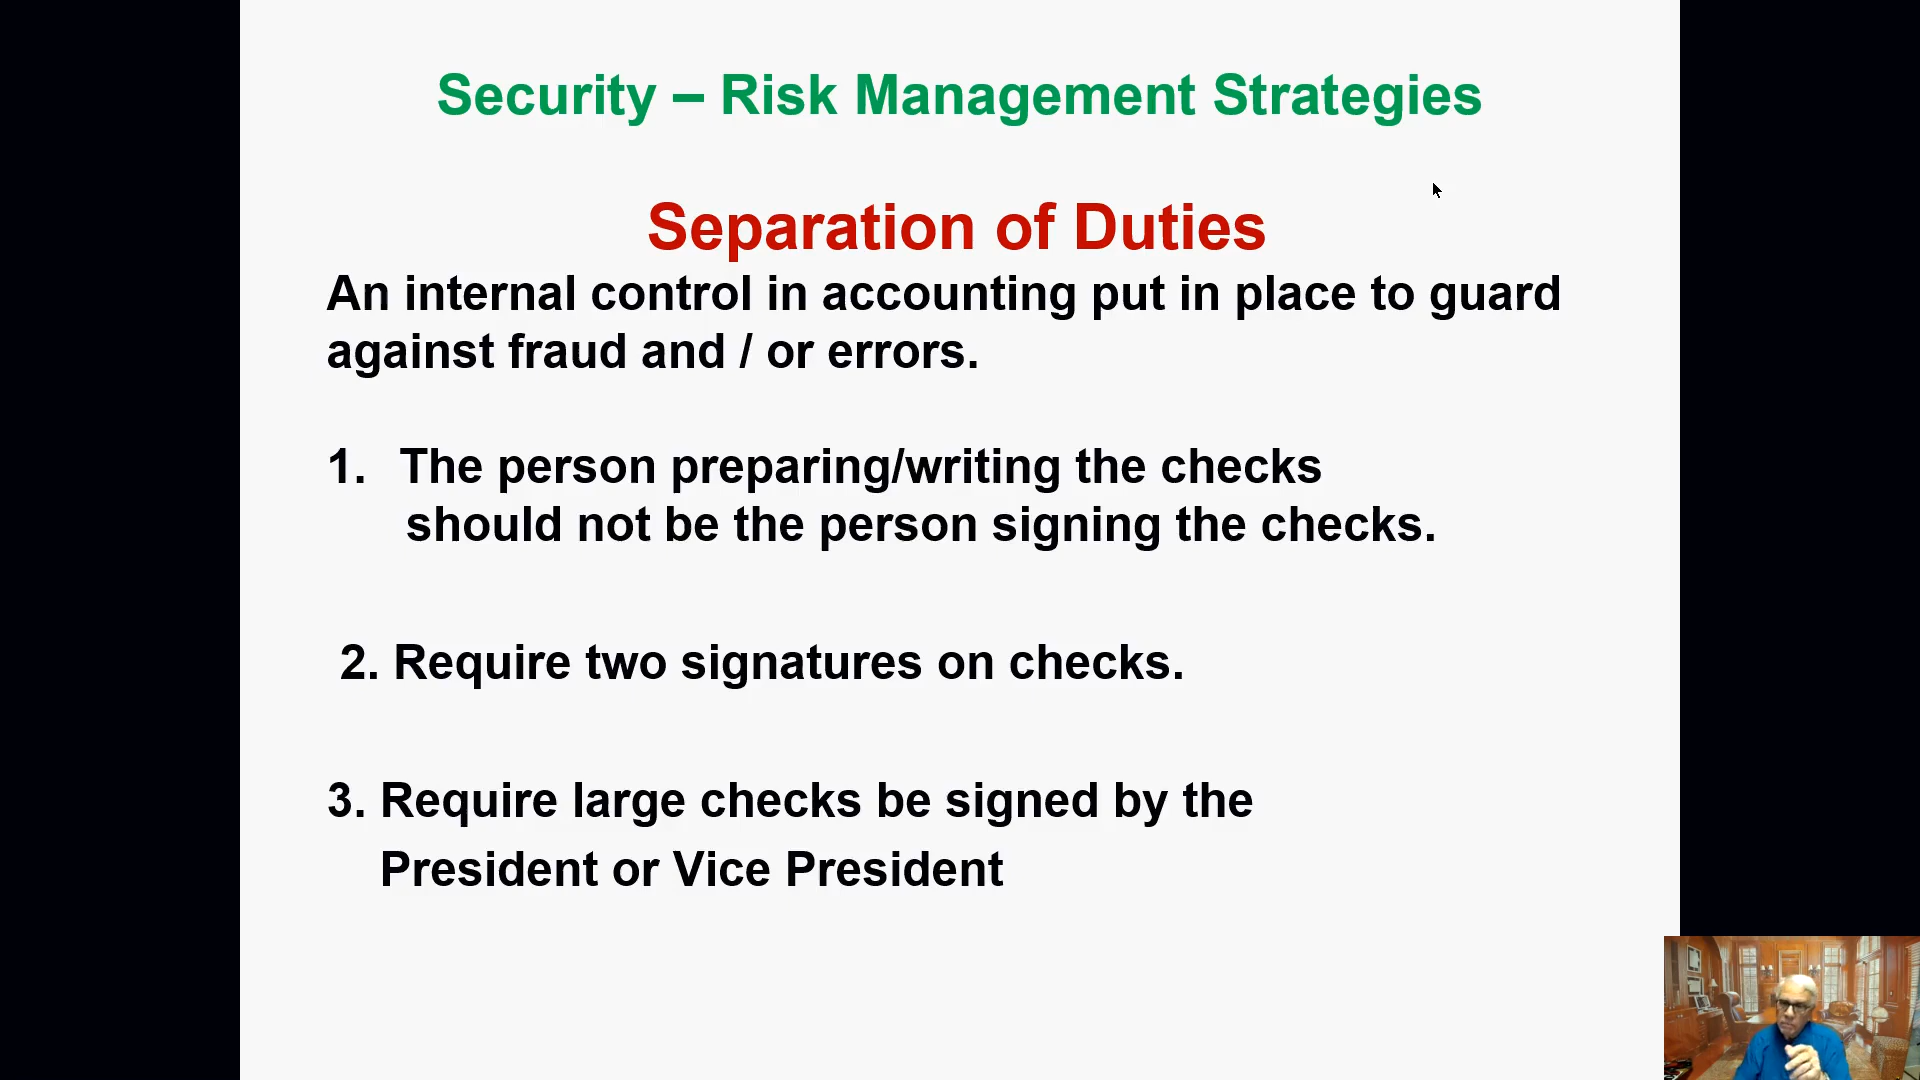 Security – Risk Management Strategies
Separation of Duties
An internal control in accounting put in place to guard
against fraud and / or errors.
1. The person preparing/writing the checks
should not be the person signing the checks.
2. Require two signatures on checks.
3. Require large checks be signed by the
President or Vice President